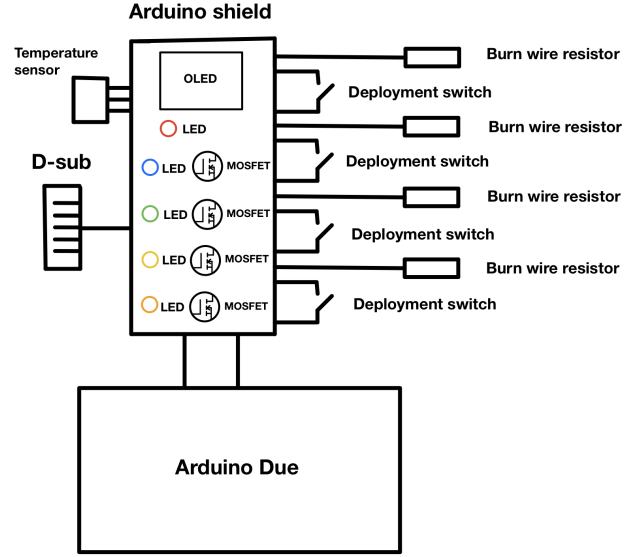 Arduino shield
Temperature
sensor
OLED
Burn wire resistor
Deployment switch
LED
Burn wire resistor
D-sub
LED MOSFET
Deployment switch
Burn wire resistor
LED MOSFET
Deployment switch
LED MOSFET
Burn wire resistor
LED MOSFET
Deployment switch
Arduino Due